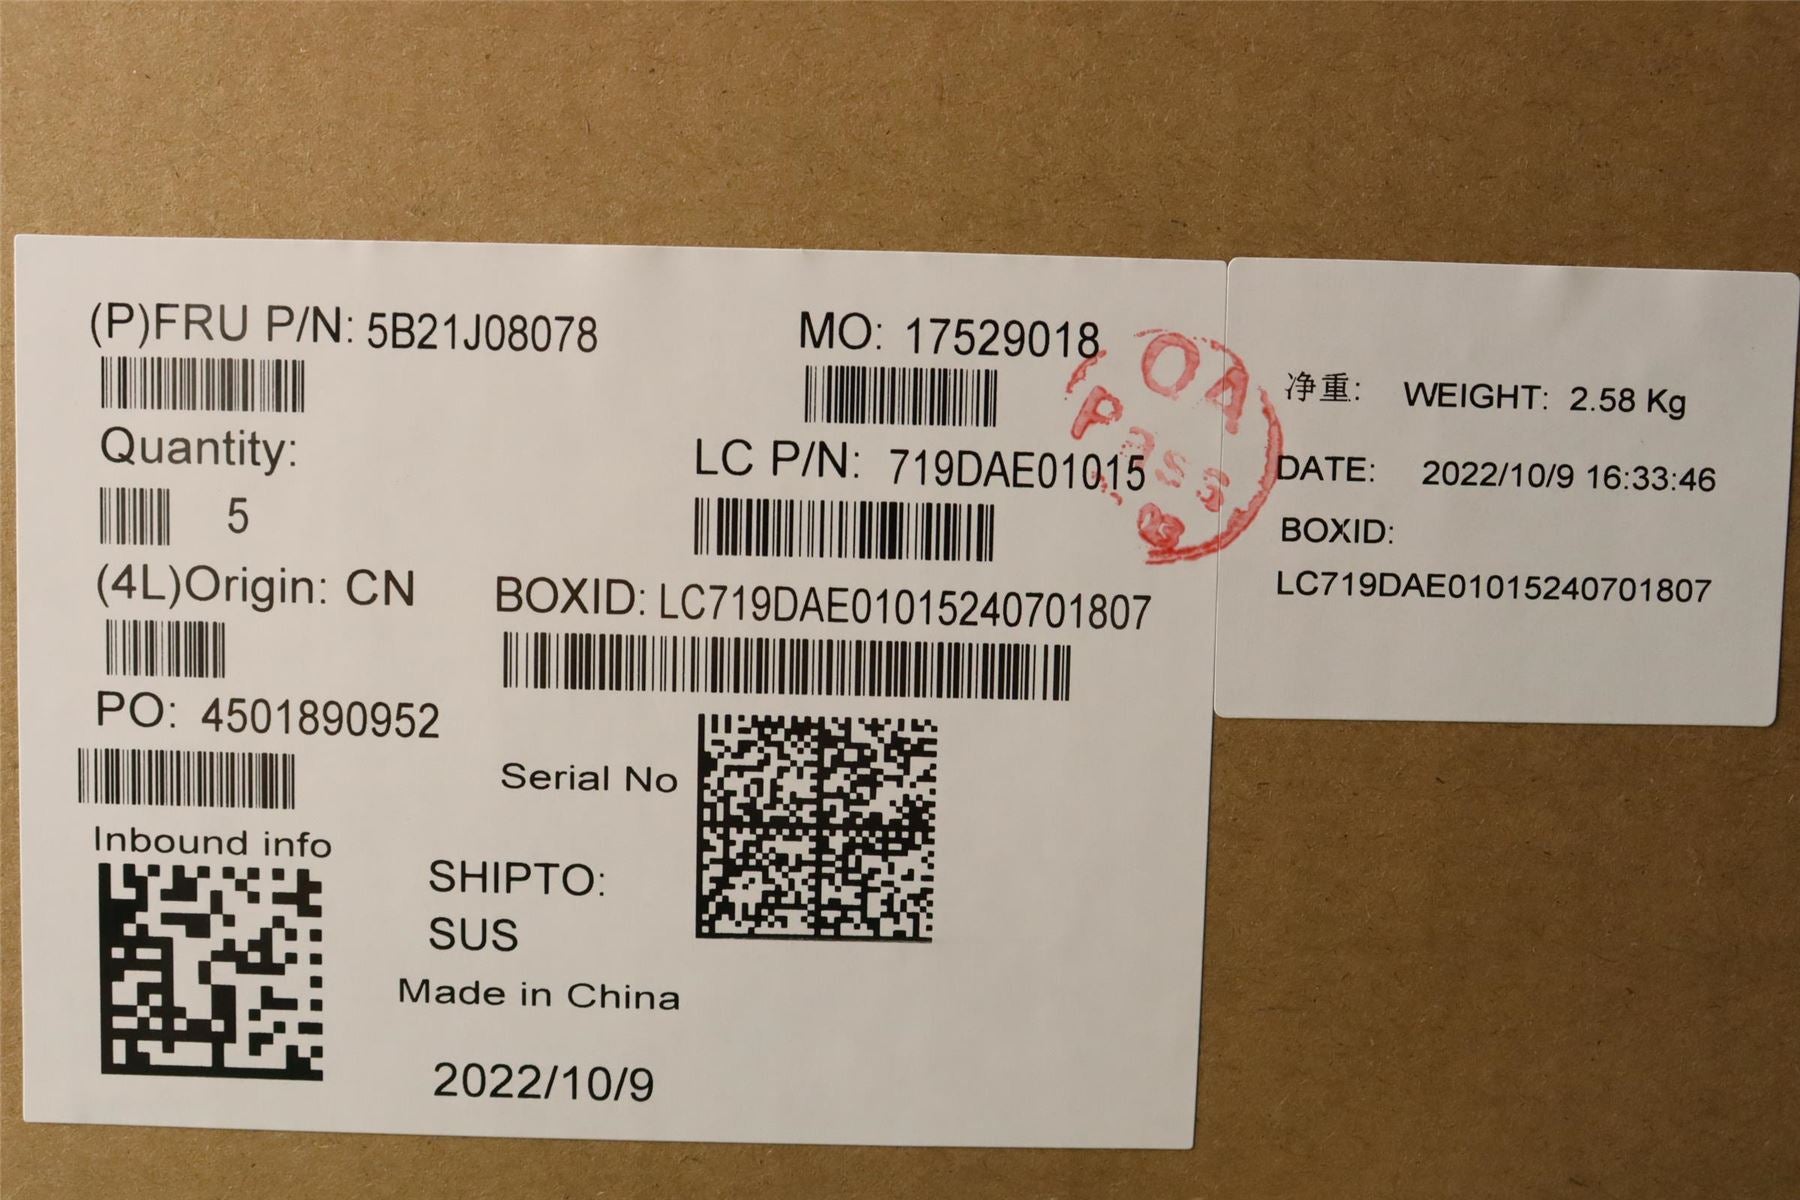 (P)FRU P/N: 5B21J08078
MO: 17529018
Quantity:
5
LC P/N: 719DAE01015
(4L)Origin: CN
BOXID: LC719DAE01015240701807
PO: 4501890952
Serial No
Inbound info
SHIPTO:
SUS
Made in China
2022/10/9
QA
Pass
净重: WEIGHT: 2.58 Kg
DATE: 2022/10/9 16:33:46
BOXID:
LC719DAE01015240701807